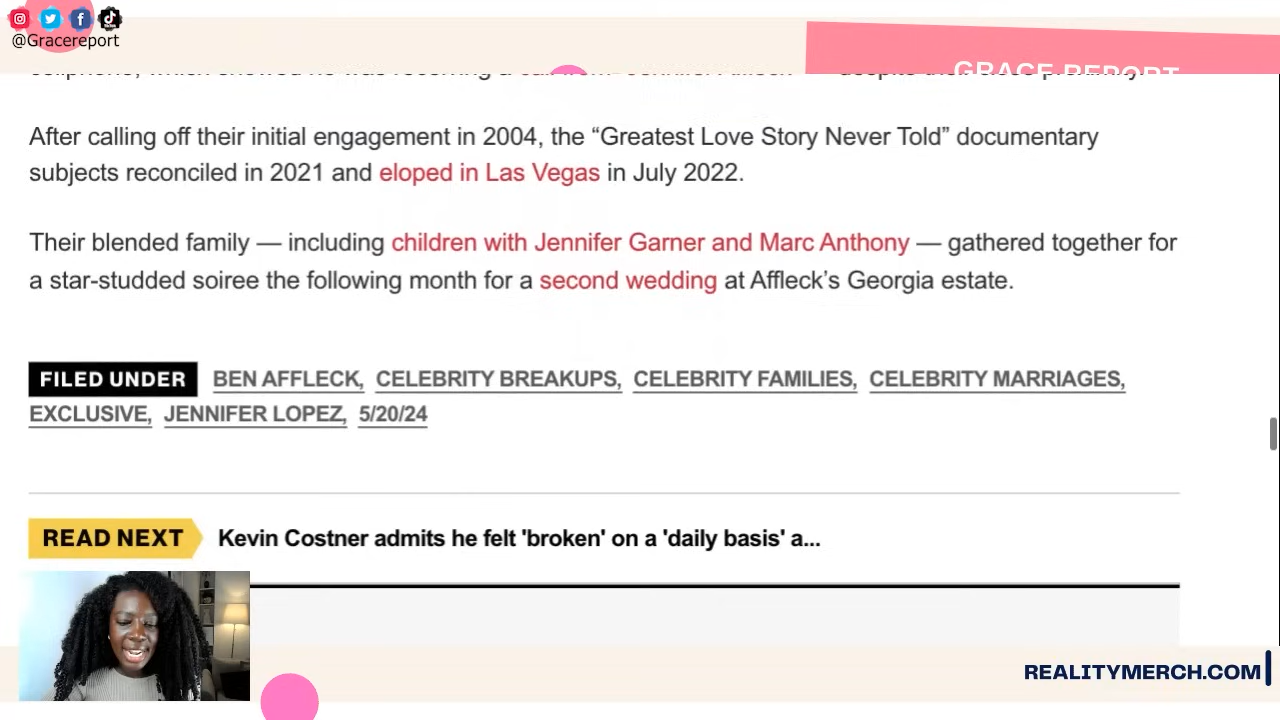 @Gracereport
GRACE REPORT
After calling off their initial engagement in 2004, the “Greatest Love Story Never Told” documentary
subjects reconciled in 2021 and eloped in Las Vegas in July 2022.
Their blended family — including children with Jennifer Garner and Marc Anthony — gathered together for
a star-studded soiree the following month for a second wedding at Affleck’s Georgia estate.
FILED UNDER BEN AFFLECK, CELEBRITY BREAKUPS, CELEBRITY FAMILIES, CELEBRITY MARRIAGES,
EXCLUSIVE, JENNIFER LOPEZ, 5/20/24
READ NEXT Kevin Costner admits he felt 'broken' on a 'daily basis' a...
REALITYMERCH.COM